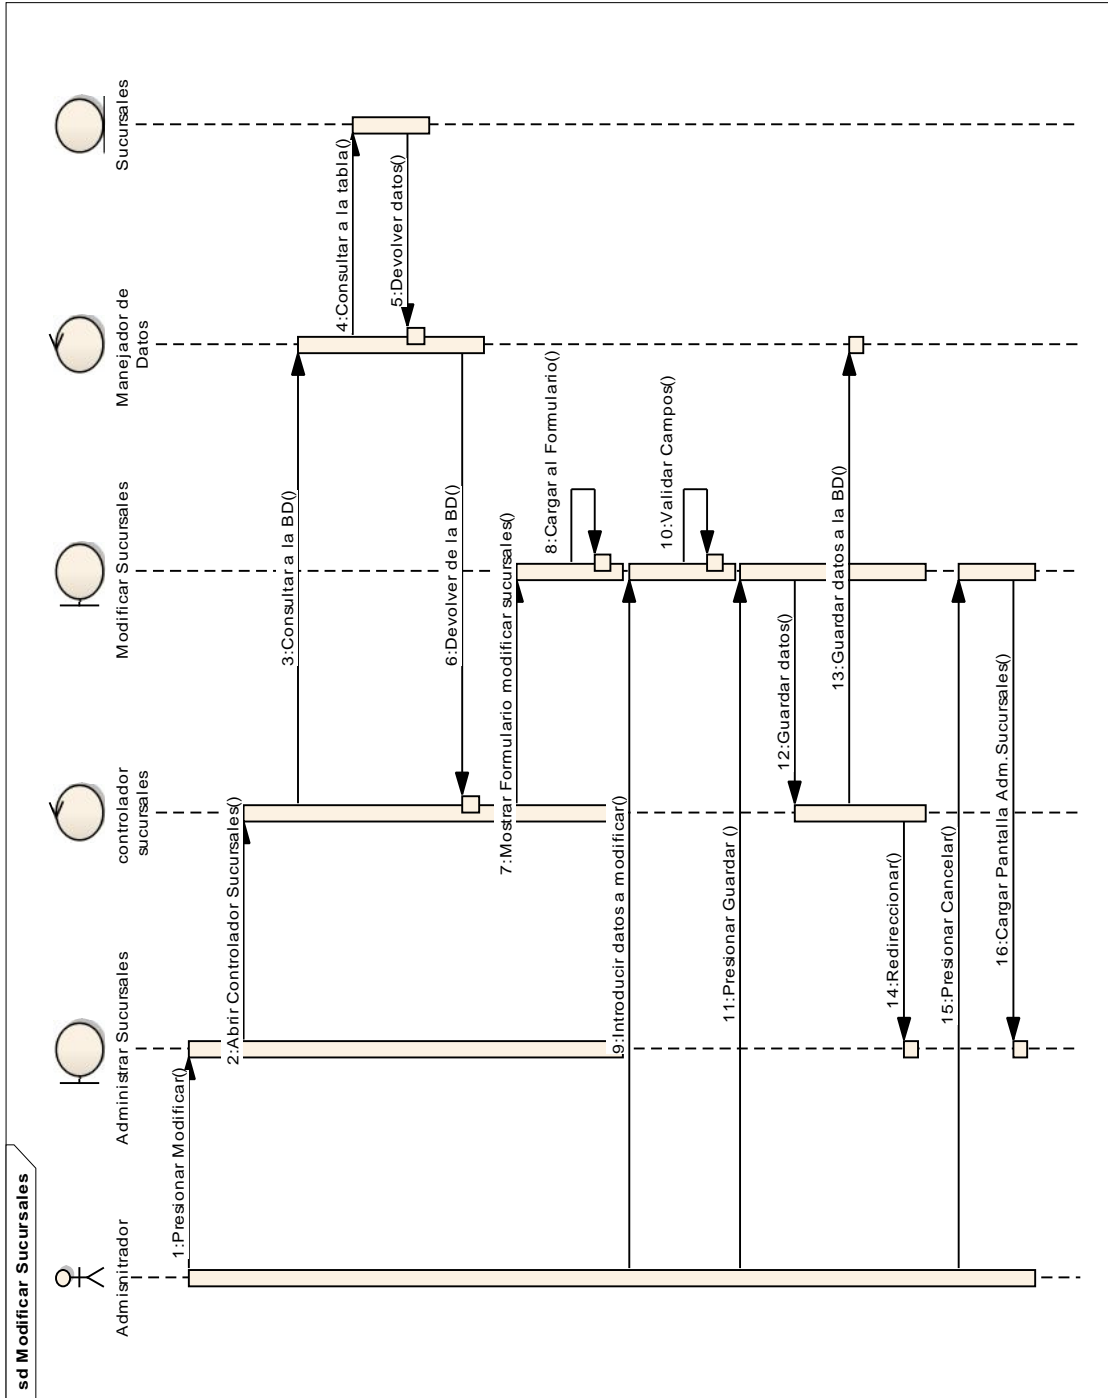 sd Modificar Sucursales
Admisnitrador
Administrar Sucursales
controlador
sucursales
Modificar Sucursales
Manejador de
Datos
Sucursales
1:Presionar Modificar()
2:Abrir Controlador Sucursales()
3:Consultar a la BD()
4:Consultar a la tabla()
5:Devolver datos()
6:Devolver de la BD()
7:Mostrar Formulario modificar sucursales()
8:Cargar al Formulario()
9:Introducir datos a modificar()
10:Validar Campos()
11:Presionar Guardar ()
12:Guardar datos()
13:Guardar datos a la BD()
14:Redireccionar()
15:Presionar Cancelar()
16:Cargar Pantalla Adm.Sucursales()